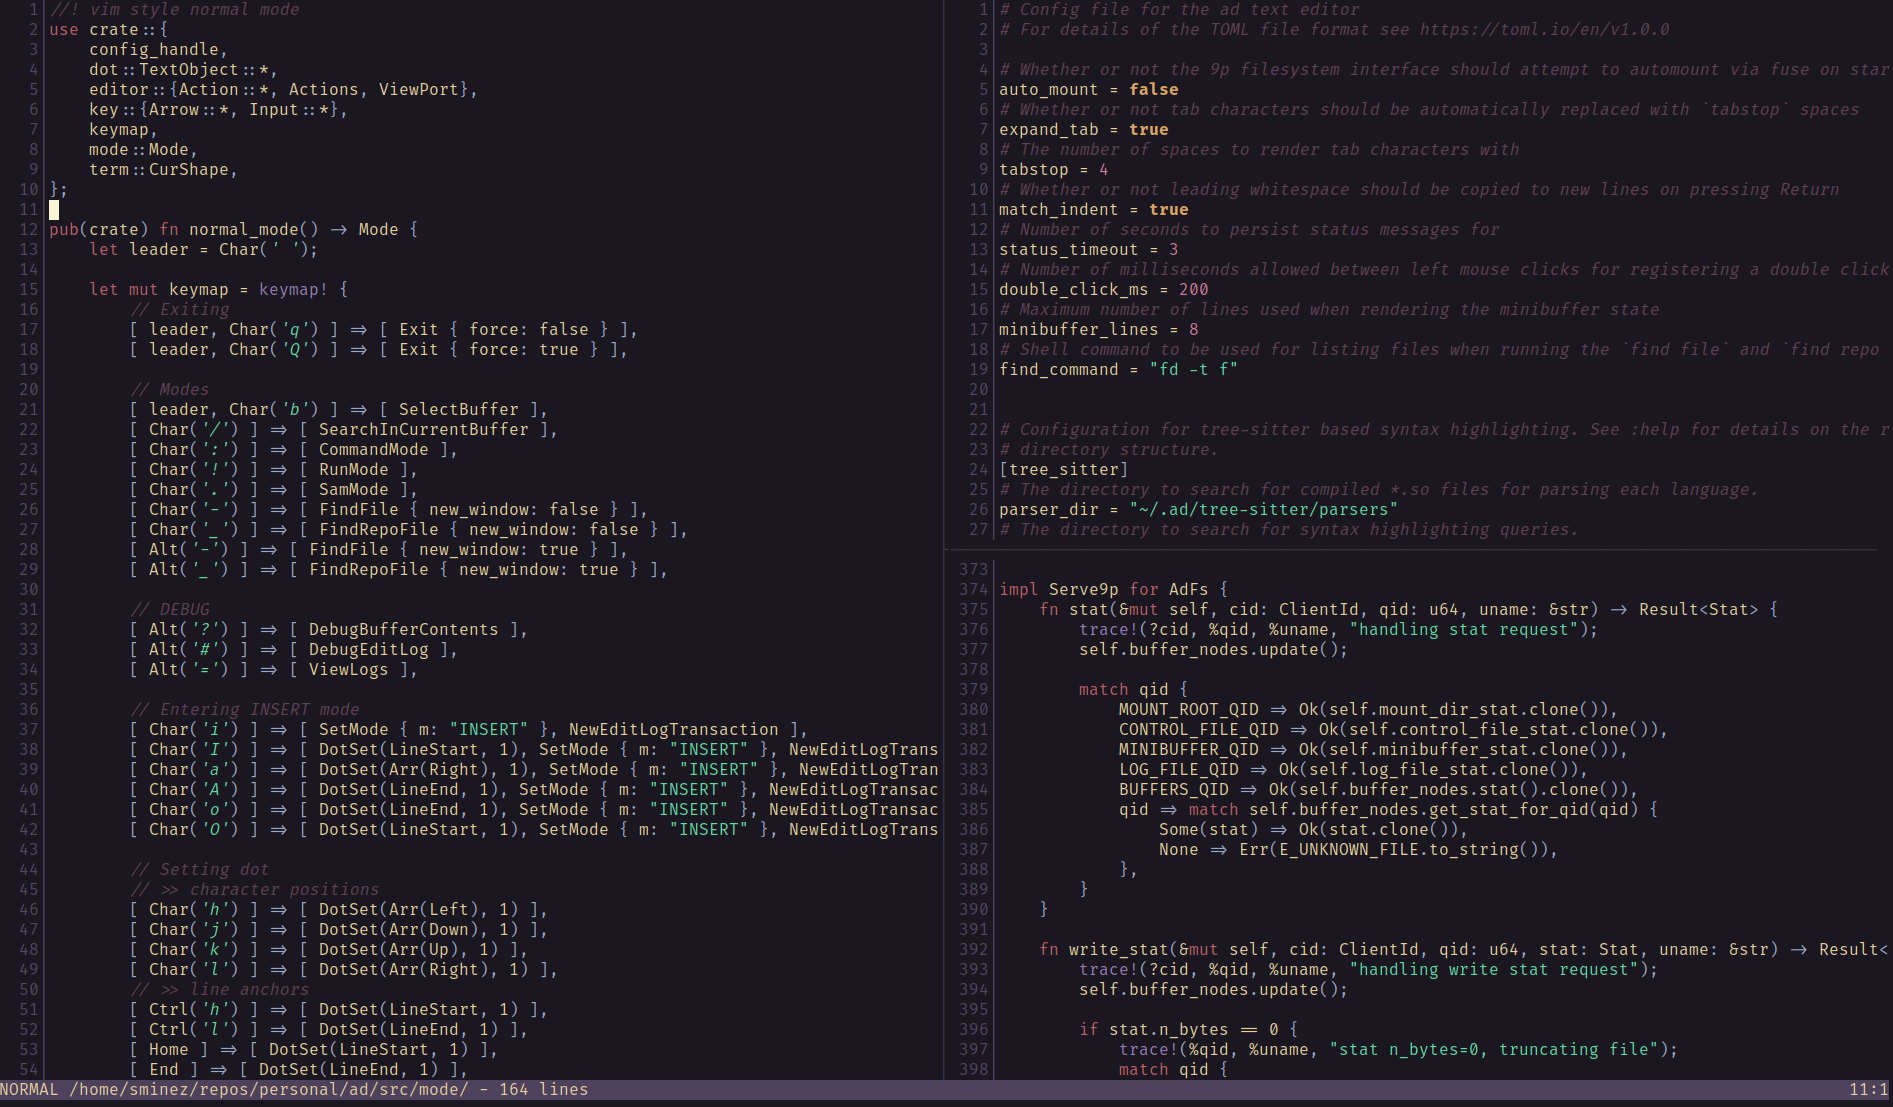 1 //! vim style normal mode
2 use crate::{
3     config_handle,
4     dot::TextObject::*,
5     editor::{Action::*, Actions, ViewPort},
6     key::{Arrow::*, Input::*},
7     keymap,
8     mode::Mode,
9     term::CurShape,
10 };
11
12 pub(crate) fn normal_mode() -> Mode {
13     let leader = Char(' ');
14
15     let mut keymap = keymap! {
16         // Exiting
17         [ leader, Char('q') ] => [ Exit { force: false } ],
18         [ leader, Char('Q') ] => [ Exit { force: true } ],
19
20         // Modes
21         [ leader, Char('b') ] => [ SelectBuffer ],
22         [ Char('/') ] => [ SearchInCurrentBuffer ],
23         [ Char(':') ] => [ CommandMode ],
24         [ Char('!') ] => [ RunMode ],
25         [ Char('.') ] => [ SamMode ],
26         [ Char('-') ] => [ FindFile { new_window: false } ],
27         [ Char('_') ] => [ FindRepoFile { new_window: false } ],
28         [ Alt('-') ] => [ FindFile { new_window: true } ],
29         [ Alt('_') ] => [ FindRepoFile { new_window: true } ],
30
31         // DEBUG
32         [ Alt('?') ] => [ DebugBufferContents ],
33         [ Alt('#') ] => [ DebugEditLog ],
34         [ Alt('=') ] => [ ViewLogs ],
35
36         // Entering INSERT mode
37         [ Char('i') ] => [ SetMode { m: "INSERT" }, NewEditLogTransaction ],
38         [ Char('I') ] => [ DotSet(LineStart, 1), SetMode { m: "INSERT" }, NewEditLogTrans
39         [ Char('a') ] => [ DotSet(Arr(Right), 1), SetMode { m: "INSERT" }, NewEditLogTran
40         [ Char('A') ] => [ DotSet(LineEnd, 1), SetMode { m: "INSERT" }, NewEditLogTransac
41         [ Char('o') ] => [ DotSet(LineEnd, 1), SetMode { m: "INSERT" }, NewEditLogTransac
42         [ Char('O') ] => [ DotSet(LineStart, 1), SetMode { m: "INSERT" }, NewEditLogTrans
43
44         // Setting dot
45         // >> character positions
46         [ Char('h') ] => [ DotSet(Arr(Left), 1) ],
47         [ Char('j') ] => [ DotSet(Arr(Down), 1) ],
48         [ Char('k') ] => [ DotSet(Arr(Up), 1) ],
49         [ Char('l') ] => [ DotSet(Arr(Right), 1) ],
50         // >> line anchors
51         [ Ctrl('h') ] => [ DotSet(LineStart, 1) ],
52         [ Ctrl('l') ] => [ DotSet(LineEnd, 1) ],
53         [ Home ] => [ DotSet(LineStart, 1) ],
54         [ End ] => [ DotSet(LineEnd, 1) ],
1 # Config file for the ad text editor
2 # For details of the TOML file format see https://toml.io/en/v1.0.0
3
4 # Whether or not the 9p filesystem interface should attempt to automount via fuse on star
5 auto_mount = false
6 # Whether or not tab characters should be automatically replaced with `tabstop` spaces
7 expand_tab = true
8 # The number of spaces to render tab characters with
9 tabstop = 4
10 # Whether or not leading whitespace should be copied to new lines on pressing Return
11 match_indent = true
12 # Number of seconds to persist status messages for
13 status_timeout = 3
14 # Number of milliseconds allowed between left mouse clicks for registering a double click
15 double_click_ms = 200
16 # Maximum number of lines used when rendering the minibuffer state
17 minibuffer_lines = 8
18 # Shell command to be used for listing files when running the `find file` and `find repo
19 find_command = "fd -t f"
20
21
22 # Configuration for tree-sitter based syntax highlighting. See :help for details on the r
23 # directory structure.
24 [tree_sitter]
25 # The directory to search for compiled *.so files for parsing each language.
26 parser_dir = "~/.ad/tree-sitter/parsers"
27 # The directory to search for syntax highlighting queries.
373
374 impl Serve9p for AdFs {
375     fn stat(&mut self, cid: ClientId, qid: u64, uname: &str) -> Result<Stat> {
376         trace!(?cid, %qid, %uname, "handling stat request");
377         self.buffer_nodes.update();
378
379         match qid {
380             MOUNT_ROOT_QID => Ok(self.mount_dir_stat.clone()),
381             CONTROL_FILE_QID => Ok(self.control_file_stat.clone()),
382             MINIBUFFER_QID => Ok(self.minibuffer_stat.clone()),
383             LOG_FILE_QID => Ok(self.log_file_stat.clone()),
384             BUFFERS_QID => Ok(self.buffer_nodes.stat().clone()),
385             qid => match self.buffer_nodes.get_stat_for_qid(qid) {
386                 Some(stat) => Ok(stat.clone()),
387                 None => Err(E_UNKNOWN_FILE.to_string()),
388             },
389         }
390     }
391
392     fn write_stat(&mut self, cid: ClientId, qid: u64, stat: Stat, uname: &str) -> Result<
393         trace!(?cid, %qid, %uname, "handling write stat request");
394         self.buffer_nodes.update();
395
396         if stat.n_bytes == 0 {
397             trace!(%qid, %uname, "stat n_bytes=0, truncating file");
398             match qid {
NORMAL /home/sminez/repos/personal/ad/src/mode/ - 164 lines 11:1